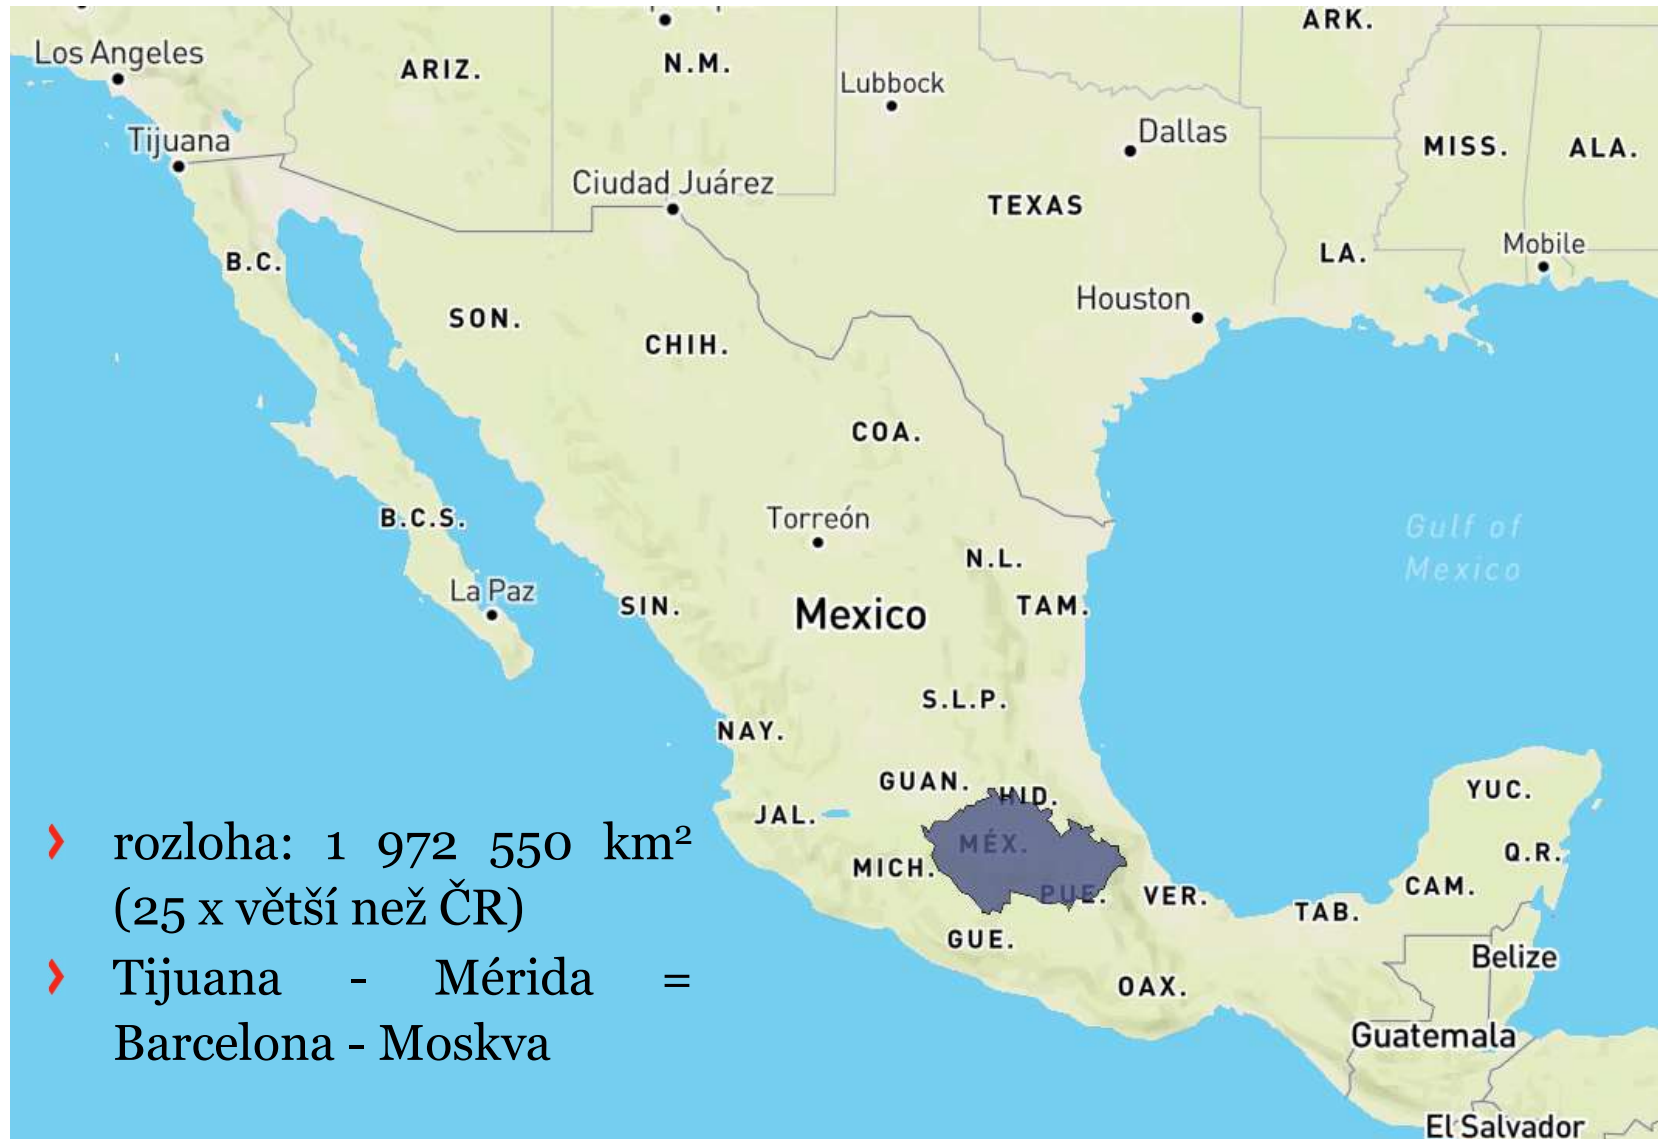 ARK.
Los Angeles
ARIZ.
N.M.
Lubbock
Tijuana
Dallas
MISS.
ALA.
Ciudad Juárez
TEXAS
B.C.
LA.
Mobile
Houston
SON.
CHIH.
COA.
B.C.S.
Torreón
Gulf of
Mexico
N.L.
La Paz
SIN.
Mexico
TAM.
S.L.P.
NAY.
GUAN.
HID.
YUC.
JAL.
MÉX.
Q.R.
MICH.
PUE.
VER.
CAM.
TAB.
GUE.
Belize
OAX.
Guatemala
El Salvador
rozloha: 1 972 550 km²
(25 x větší než ČR)
Tijuana - Mérida =
Barcelona - Moskva